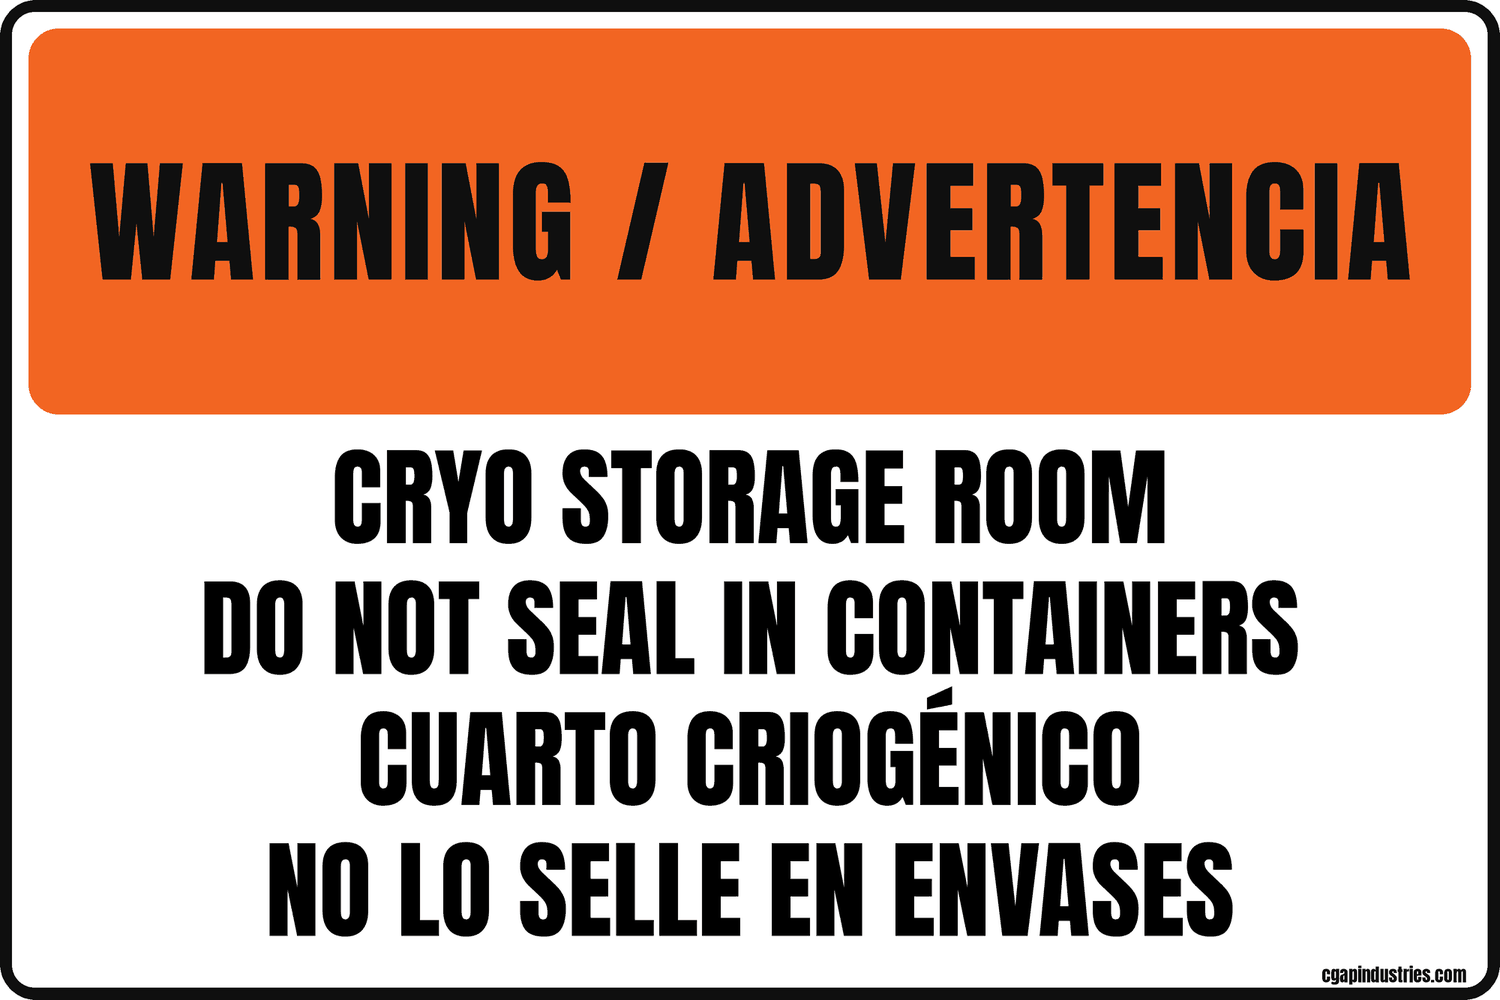 WARNING / ADVERTENCIA
CRYO STORAGE ROOM
DO NOT SEAL IN CONTAINERS
CUARTO CRIOGÉNICO
NO LO SELLE EN ENVASES
cgapindustries.com